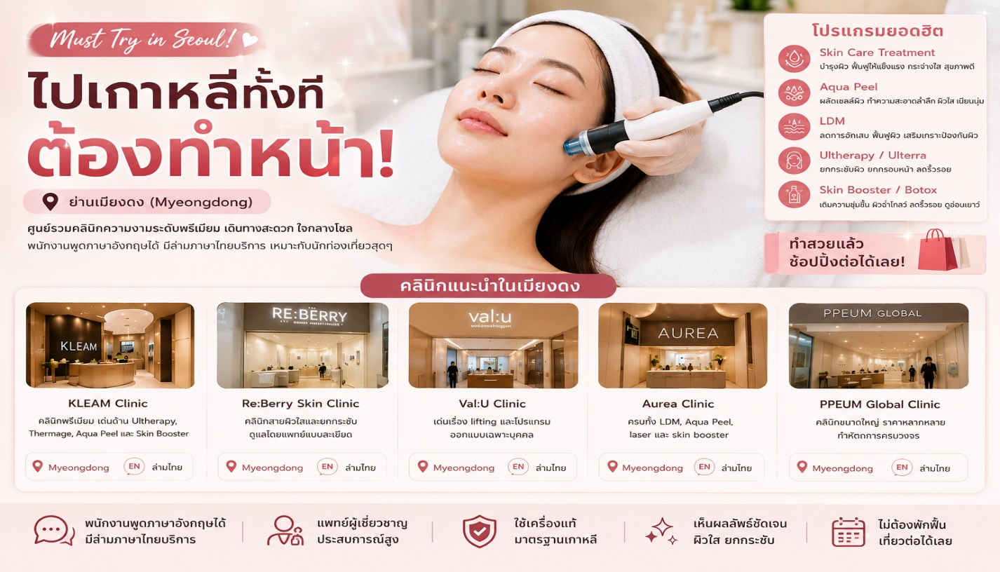 Must Try in Seoul!
ไปเกาหลีทั้งที
ต้องทำหน้า!
ย่านเมียงดง (Myeongdong)
ศูนย์รวมคลินิกความงามระดับพรีเมียม เดินทางสะดวก ใจกลางโซล
พนักงานพูดภาษาอังกฤษได้ มีล่ามภาษาไทยบริการ เหมาะกับนักท่องเที่ยวสุดๆ
โปรแกรมยอดฮิต
Skin Care Treatment
บำรุงผิว ฟื้นฟูให้แข็งแรง กระจ่างใส สุขภาพดี
Aqua Peel
ผลัดเซลล์ผิว ทำความสะอาดล้ำลึก ผิวใส เนียนนุ่ม
LDM
ลดการอักเสบ ฟื้นฟูผิว เสริมเกราะป้องกันผิว
Ultherapy / Ulterra
ยกกระชับผิว ยกกรอบหน้า ลดริ้วรอย
Skin Booster / Botox
เติมความชุ่มชื้น ผิวฉ่ำโกลว์ ลดริ้วรอย ดูอ่อนเยาว์
ทำสวยแล้ว
ช้อปปิ้งต่อได้เลย!
คลินิกแนะนำในเมียงดง
KLEAM
RE:BERRY
val:u
AUREA
PPEUM GLOBAL
KLEAM Clinic
คลินิกพรีเมียม เด่นด้าน Ultherapy,
Thermage, Aqua Peel และ Skin Booster
Myeongdong EN ล่ามไทย
Re:Berry Skin Clinic
คลินิกสายผิวใสและยกกระชับ
ดูแลโดยแพทย์แบบละเอียด
Myeongdong EN ล่ามไทย
Val:U Clinic
เด่นเรื่อง lifting และโปรแกรม
ออกแบบเฉพาะบุคคล
Myeongdong EN ล่ามไทย
Aurea Clinic
ครบทั้ง LDM, Aqua Peel,
laser และ skin booster
Myeongdong EN ล่ามไทย
PPEUM Global Clinic
คลินิกขนาดใหญ่ ราคาหลากหลาย
ทำหัตถการครบวงจร
Myeongdong EN ล่ามไทย
พนักงานพูดภาษาอังกฤษได้
มีล่ามภาษาไทยบริการ
แพทย์ผู้เชี่ยวชาญ
ประสบการณ์สูง
ใช้เครื่องแท้
มาตรฐานเกาหลี
เห็นผลลัพธ์ชัดเจน
ผิวใส ยกกระชับ
ไม่ต้องพักฟื้น
เที่ยวต่อได้เลย